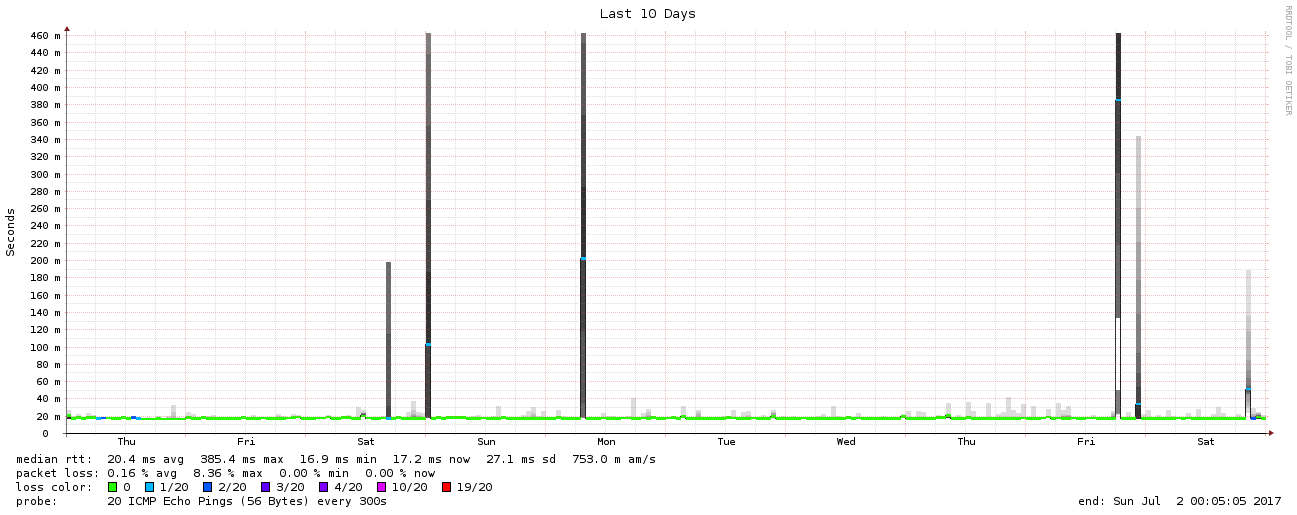 Last 10 Days
RRDTOOL / TOBI OETIKER
Seconds
460 m
440 m
420 m
400 m
380 m
360 m
340 m
320 m
300 m
280 m
260 m
240 m
220 m
200 m
180 m
160 m
140 m
120 m
100 m
80 m
60 m
40 m
20 m
0
Thu Fri Sat Sun Mon Tue Wed Thu Fri Sat
median rtt: 20.4 ms avg 385.4 ms max 16.9 ms min 17.2 ms now 27.1 ms sd 753.0 m am/s
packet loss: 0.16 % avg 8.36 % max 0.00 % min 0.00 % now
loss color: 0 1/20 2/20 3/20 4/20 10/20 19/20
probe: 20 ICMP Echo Pings (56 Bytes) every 300s end: Sun Jul 2 00:05:05 2017